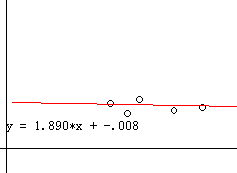 y = 1.890*x + -.008